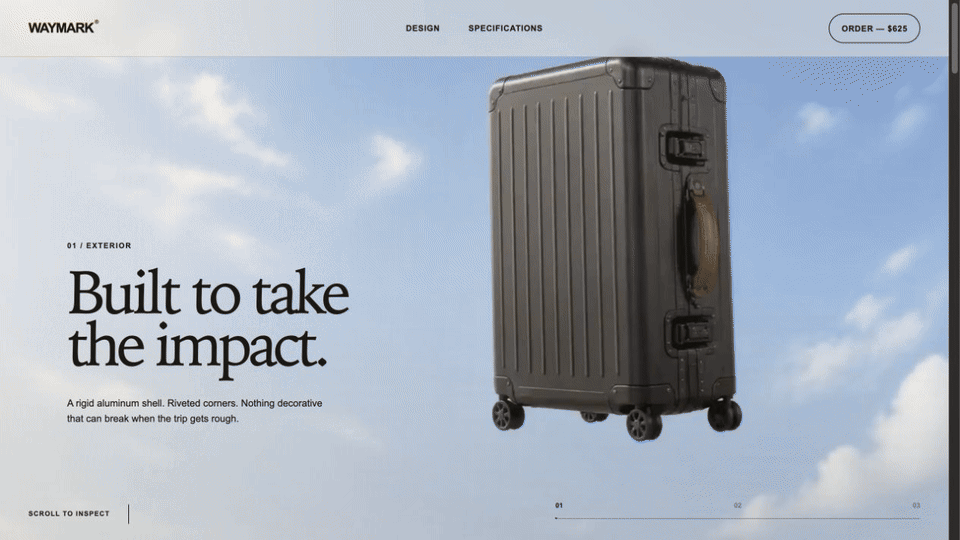 WAYMARK®
DESIGN
SPECIFICATIONS
ORDER — $625
01 / EXTERIOR
Built to take
the impact.
A rigid aluminum shell. Riveted corners. Nothing decorative
that can break when the trip gets rough.
SCROLL TO INSPECT
01
02
03